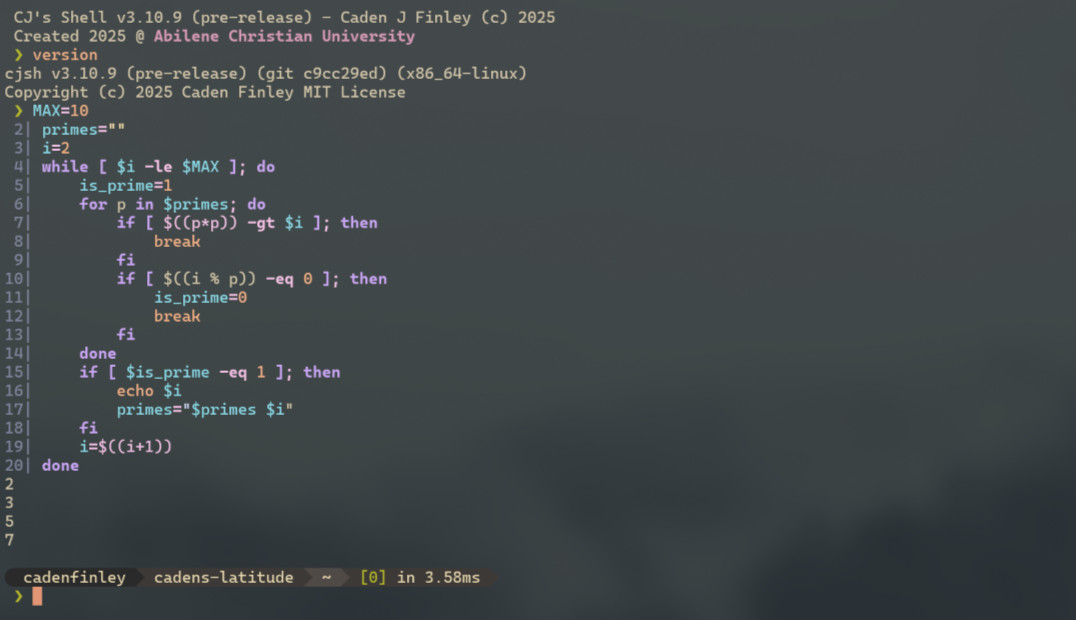 CJ's Shell v3.10.9 (pre-release) - Caden J Finley (c) 2025
Created 2025 @ Abilene Christian University
❯ version
cjsh v3.10.9 (pre-release) (git c9cc29ed) (x86_64-linux)
Copyright (c) 2025 Caden Finley MIT License
❯ MAX=10
2| primes=""
3| i=2
4| while [ $i -le $MAX ]; do
5|     is_prime=1
6|     for p in $primes; do
7|         if [ $((p*p)) -gt $i ]; then
8|             break
9|         fi
10|         if [ $((i % p)) -eq 0 ]; then
11|             is_prime=0
12|             break
13|         fi
14|     done
15|     if [ $is_prime -eq 1 ]; then
16|         echo $i
17|         primes="$primes $i"
18|     fi
19|     i=$((i+1))
20| done
2
3
5
7
cadenfinley cadens-latitude ~ [0] in 3.58ms
❯